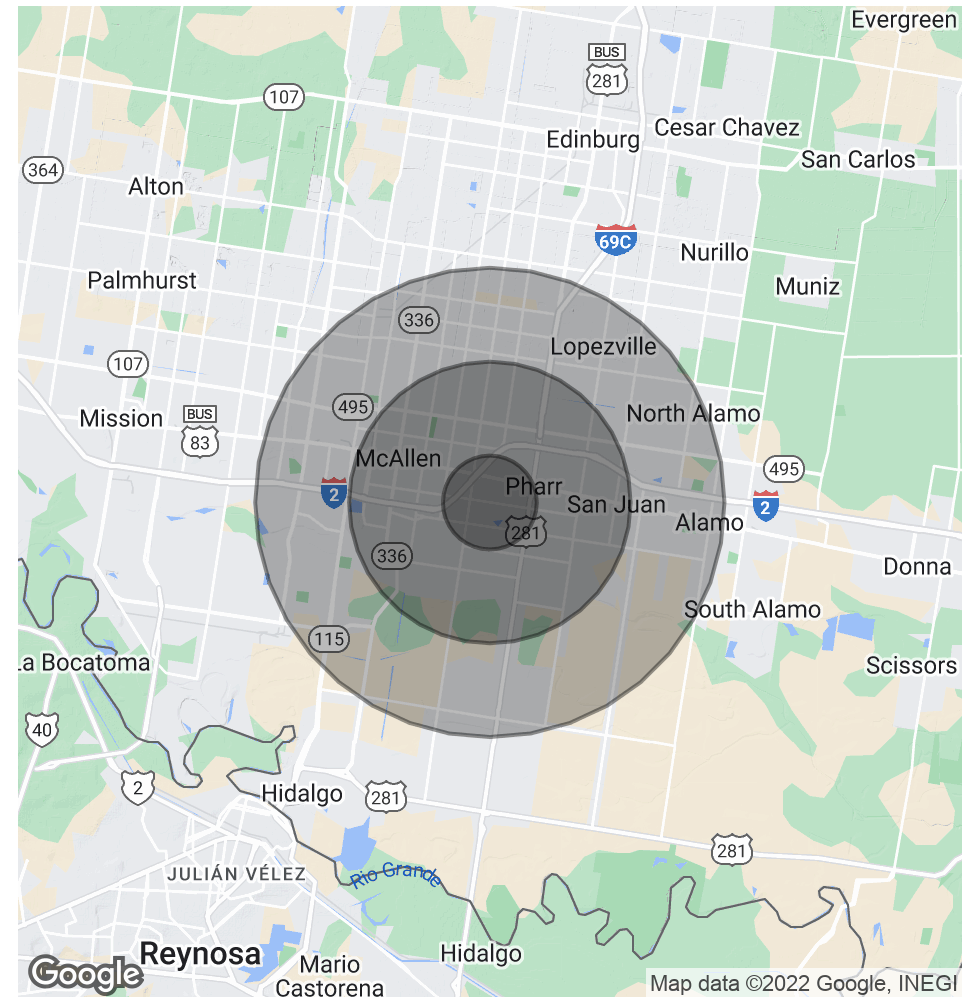 Evergreen
BUS
281
107
Cesar Chavez
Edinburg
San Carlos
364
Alton
69C
Nurillo
Palmhurst
Muniz
336
Lopezville
107
495
North Alamo
Mission
BUS
83
McAllen
495
2
Pharr
San Juan
2
281
Alamo
336
Donna
South Alamo
115
La Bocatoma
Scissors
40
2
Hidalgo
281
281
JULIÁN VÉLEZ
Rio Grande
Reynosa
Hidalgo
Mario
Castorena
Google
Map data ©2022 Google, INEGI